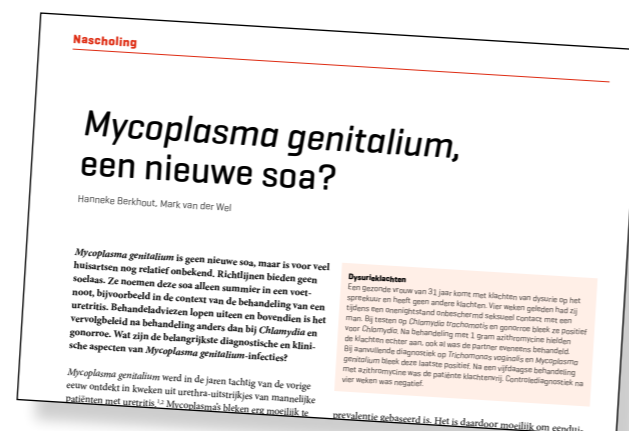 Nascholing
Mycoplasma genitalium,
een nieuwe soa?
Hanneke Berkhout, Mark van der Wel
Mycoplasma genitalium is geen nieuwe soa, maar is voor veel
huisartsen nog relatief onbekend. Richtlijnen bieden geen
soelaas. Ze noemen deze soa alleen summier in een voet-
noot, bijvoorbeeld in de context van de behandeling van een
uretritis. Behandeladviezen lopen uiteen en bovendien is het
vervolgbeleid na behandeling anders dan bij Chlamydia en
gonorroe. Wat zijn de belangrijkste diagnostische en klini-
sche aspecten van Mycoplasma genitalium-infecties?
Mycoplasma genitalium werd in de jaren tachtig van de vorige
eeuw ontdekt in kweken uit urethra-uitstrijkjes van mannelijke
patiënten met uretritis.1,2 Mycoplasma's bleken erg moeilijk te
Dysurieklachten
Een gezonde vrouw van 31 jaar komt met klachten van dysurie op het
spreekuur en heeft geen andere klachten. Vier weken geleden had zij
tijdens een onenightstand onbeschermd seksueel contact met een
man. Bij testen op Chlamydia trachomatis en gonorroe bleek ze positief
voor Chlamydia. Na behandeling met 1 gram azithromycine hielden
de klachten echter aan, ook al was de partner eveneens behandeld.
Bij aanvullende diagnostiek op Trichomonas vaginalis en Mycoplasma
genitalium bleek deze laatste positief. Na een vijfdaagse behandeling
met azithromycine was de patiënte klachtenvrij. Controlediagnostiek na
vier weken was negatief.
prevalentie gebaseerd is. Het is daardoor moeilijk om eendui-